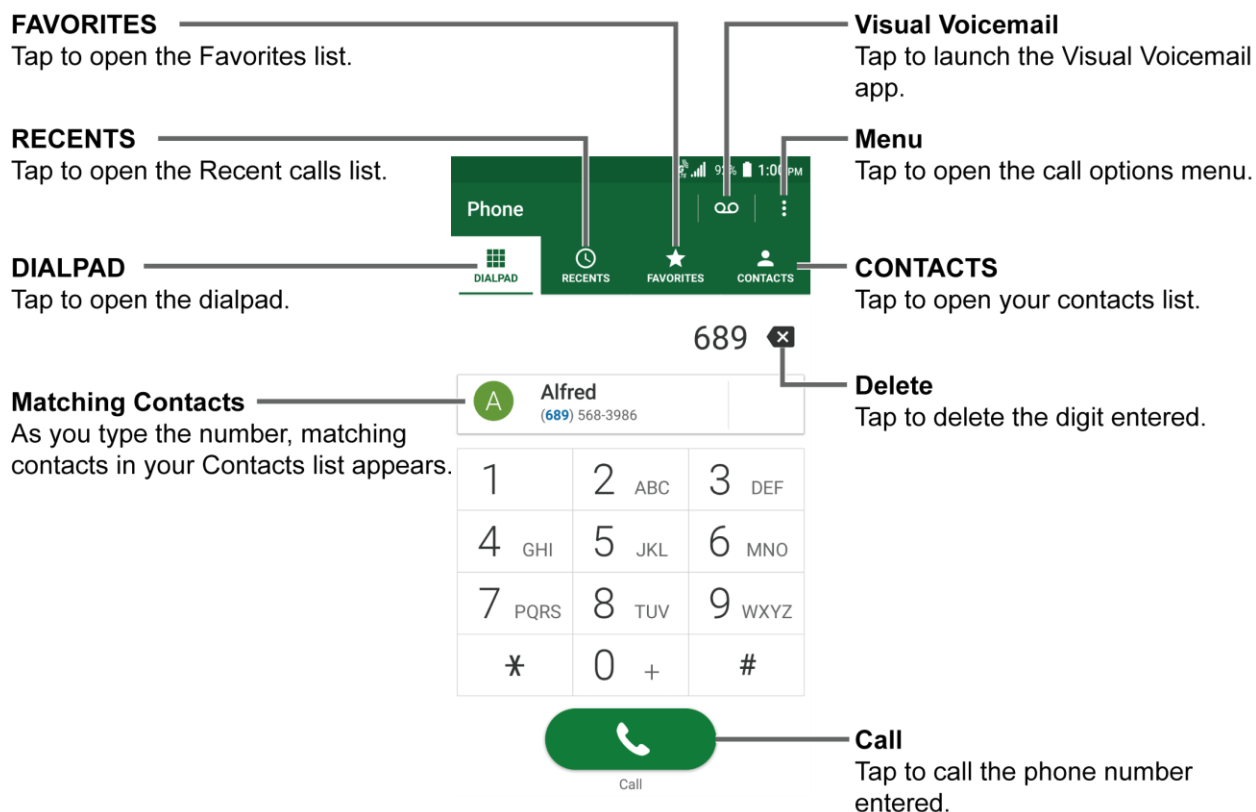 FAVORITES
Tap to open the Favorites list.
RECENTS
Tap to open the Recent calls list.
DIALPAD
Tap to open the dialpad.
Matching Contacts
As you type the number, matching
contacts in your Contacts list appears.
Visual Voicemail
Tap to launch the Visual Voicemail
app.
Menu
Tap to open the call options menu.
CONTACTS
Tap to open your contacts list.
Delete
Tap to delete the digit entered.
Call
Tap to call the phone number
entered.
PM
Phone
DIALPAD RECENTS FAVORITES CONTACTS
689
A Alfred
(689) 568-3986
1 2 ABC 3 DEF
4 GHI 5 JKL 6 MNO
7 PQRS 8 TUV 9 WXYZ
* 0 + #
Call